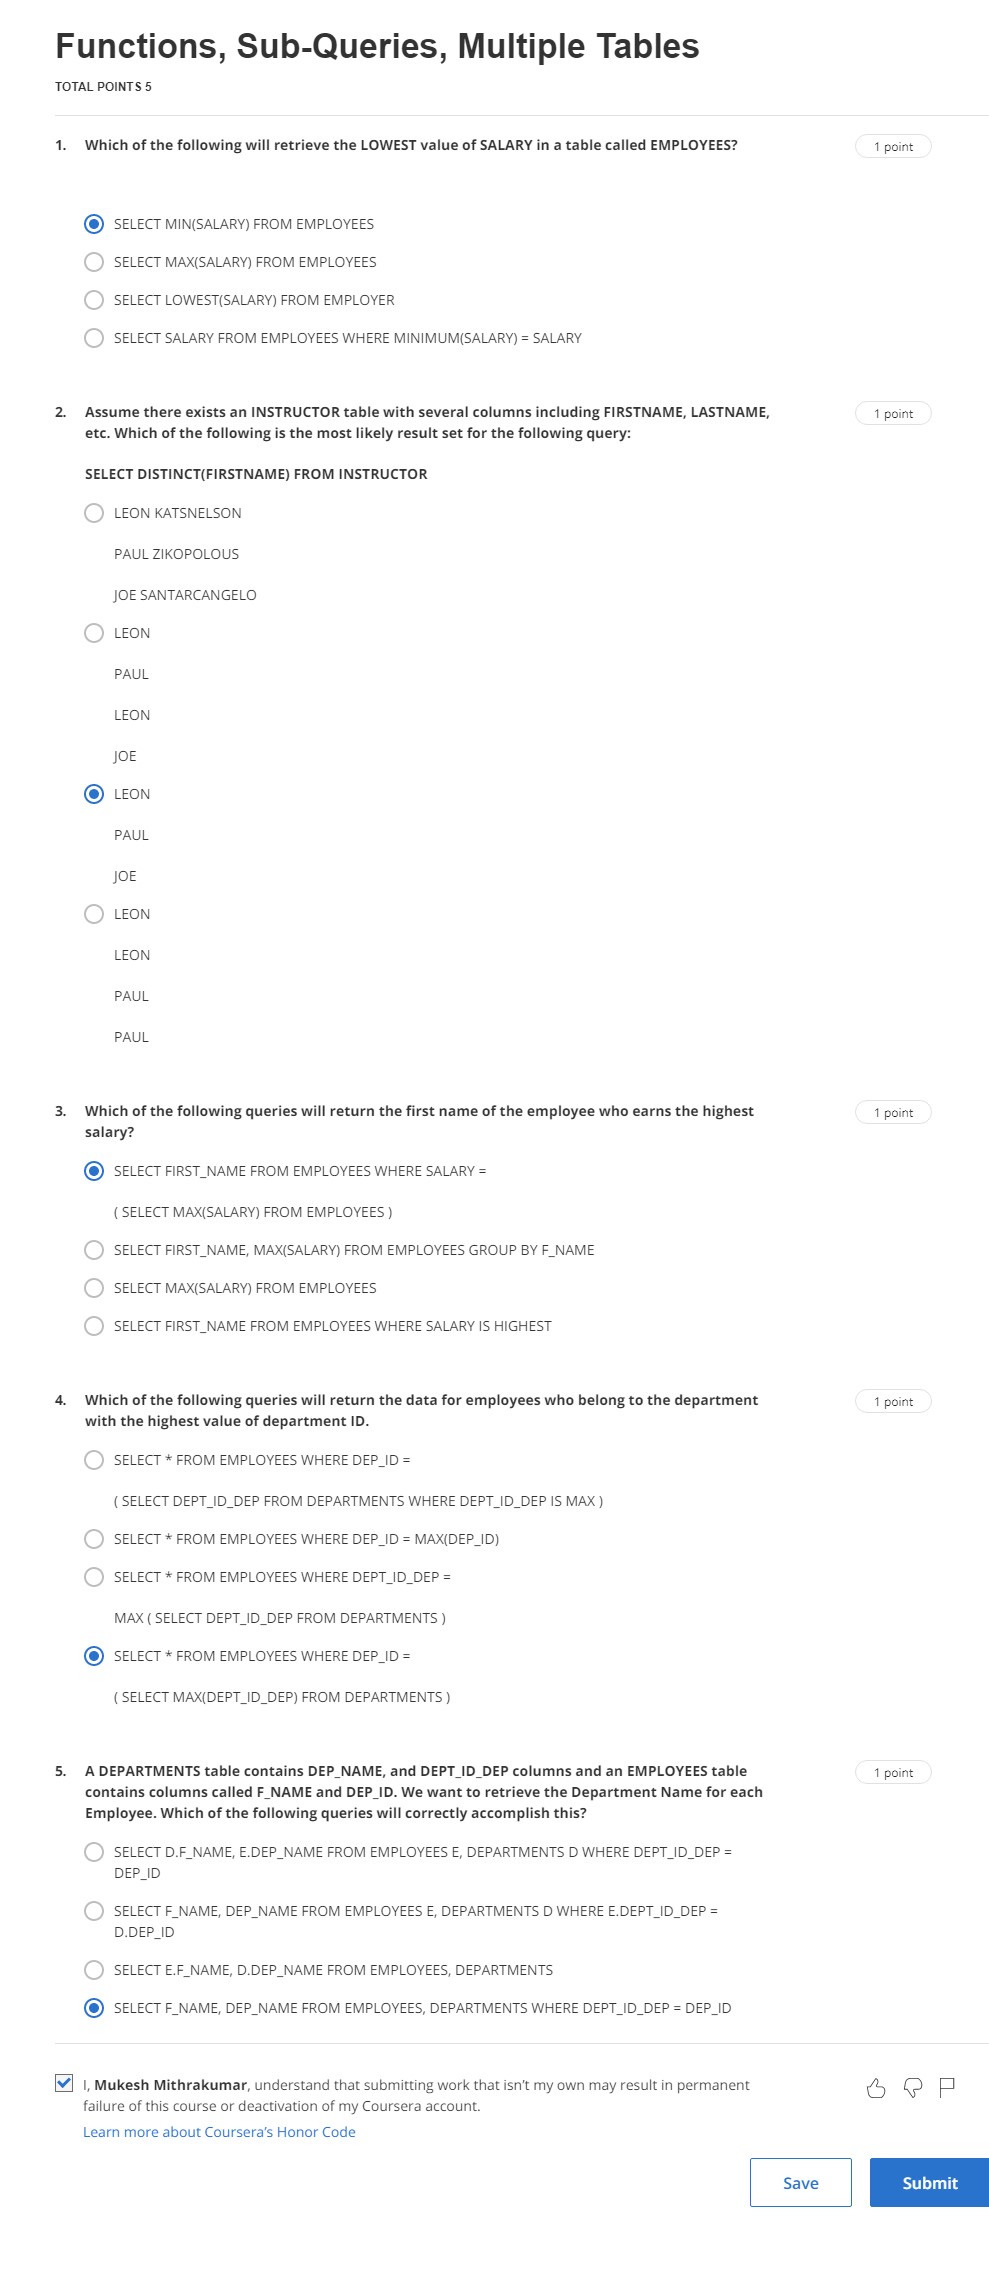 Functions, Sub-Queries, Multiple Tables
TOTAL POINTS 5
1. Which of the following will retrieve the LOWEST value of SALARY in a table called EMPLOYEES?
1 point
SELECT MIN(SALARY) FROM EMPLOYEES
SELECT MAX(SALARY) FROM EMPLOYEES
SELECT LOWEST(SALARY) FROM EMPLOYER
SELECT SALARY FROM EMPLOYEES WHERE MINIMUM(SALARY) = SALARY
2. Assume there exists an INSTRUCTOR table with several columns including FIRSTNAME, LASTNAME,
1 point
etc. Which of the following is the most likely result set for the following query:
SELECT DISTINCT(FIRSTNAME) FROM INSTRUCTOR
LEON KATSNELSON
PAUL ZIKOPOLOUS
JOE SANTARCANGELO
LEON
PAUL
LEON
JOE
LEON
PAUL
JOE
LEON
LEON
PAUL
PAUL
3. Which of the following queries will return the first name of the employee who earns the highest
1 point
salary?
SELECT FIRST_NAME FROM EMPLOYEES WHERE SALARY =
( SELECT MAX(SALARY) FROM EMPLOYEES )
SELECT FIRST_NAME, MAX(SALARY) FROM EMPLOYEES GROUP BY F_NAME
SELECT MAX(SALARY) FROM EMPLOYEES
SELECT FIRST_NAME FROM EMPLOYEES WHERE SALARY IS HIGHEST
4. Which of the following queries will return the data for employees who belong to the department
1 point
with the highest value of department ID.
SELECT * FROM EMPLOYEES WHERE DEP_ID =
( SELECT DEPT_ID_DEP FROM DEPARTMENTS WHERE DEPT_ID_DEP IS MAX )
SELECT * FROM EMPLOYEES WHERE DEP_ID = MAX(DEP_ID)
SELECT * FROM EMPLOYEES WHERE DEPT_ID_DEP =
MAX ( SELECT DEPT_ID_DEP FROM DEPARTMENTS )
SELECT * FROM EMPLOYEES WHERE DEP_ID =
( SELECT MAX(DEPT_ID_DEP) FROM DEPARTMENTS )
5. A DEPARTMENTS table contains DEP_NAME, and DEPT_ID_DEP columns and an EMPLOYEES table
1 point
contains columns called F_NAME and DEP_ID. We want to retrieve the Department Name for each
Employee. Which of the following queries will correctly accomplish this?
SELECT D.F_NAME, E.DEP_NAME FROM EMPLOYEES E, DEPARTMENTS D WHERE DEPT_ID_DEP =
DEP_ID
SELECT F_NAME, DEP_NAME FROM EMPLOYEES E, DEPARTMENTS D WHERE E.DEPT_ID_DEP =
D.DEP_ID
SELECT E.F_NAME, D.DEP_NAME FROM EMPLOYEES, DEPARTMENTS
SELECT F_NAME, DEP_NAME FROM EMPLOYEES, DEPARTMENTS WHERE DEPT_ID_DEP = DEP_ID
I, Mukesh Mithrakumar, understand that submitting work that isn't my own may result in permanent
failure of this course or deactivation of my Coursera account.
Learn more about Coursera's Honor Code
Save
Submit